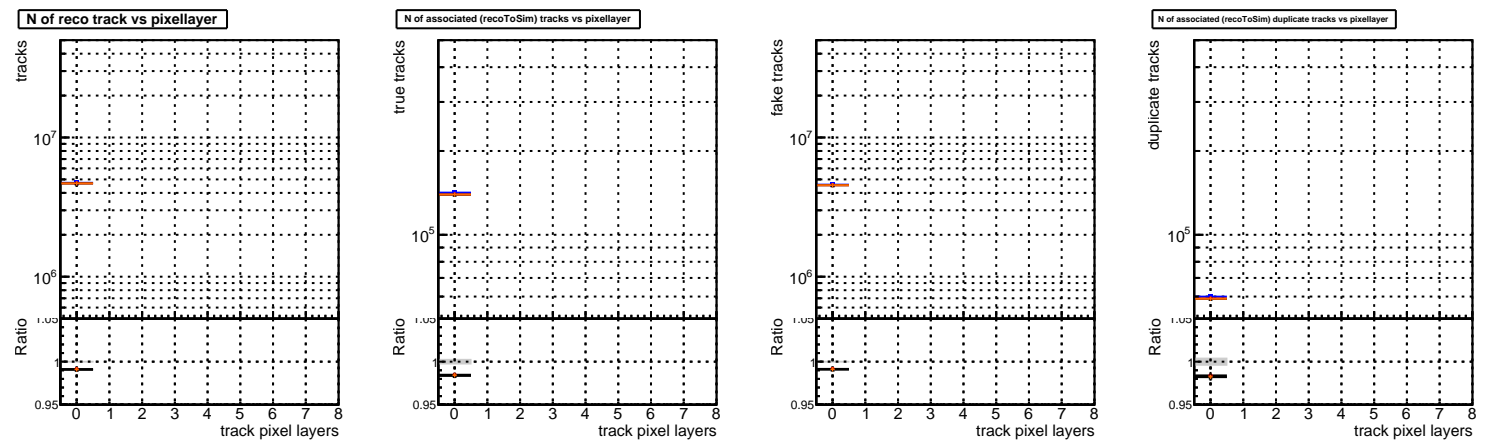 N of reco track vs pixellayer
tracks
10^7
10^6
Ratio
1.05
1
0.95
0 1 2 3 4 5 6 7 8
track pixel layers
N of associated (recoToSim) tracks vs pixellayer
true tracks
10^5
Ratio
1.05
1
0.95
0 1 2 3 4 5 6 7 8
track pixel layers
fake tracks
10^7
10^6
Ratio
1.05
1
0.95
0 1 2 3 4 5 6 7 8
track pixel layers
N of associated (recoToSim) duplicate tracks vs pixellayer
duplicate tracks
10^5
Ratio
1.05
1
0.95
0 1 2 3 4 5 6 7 8
track pixel layers